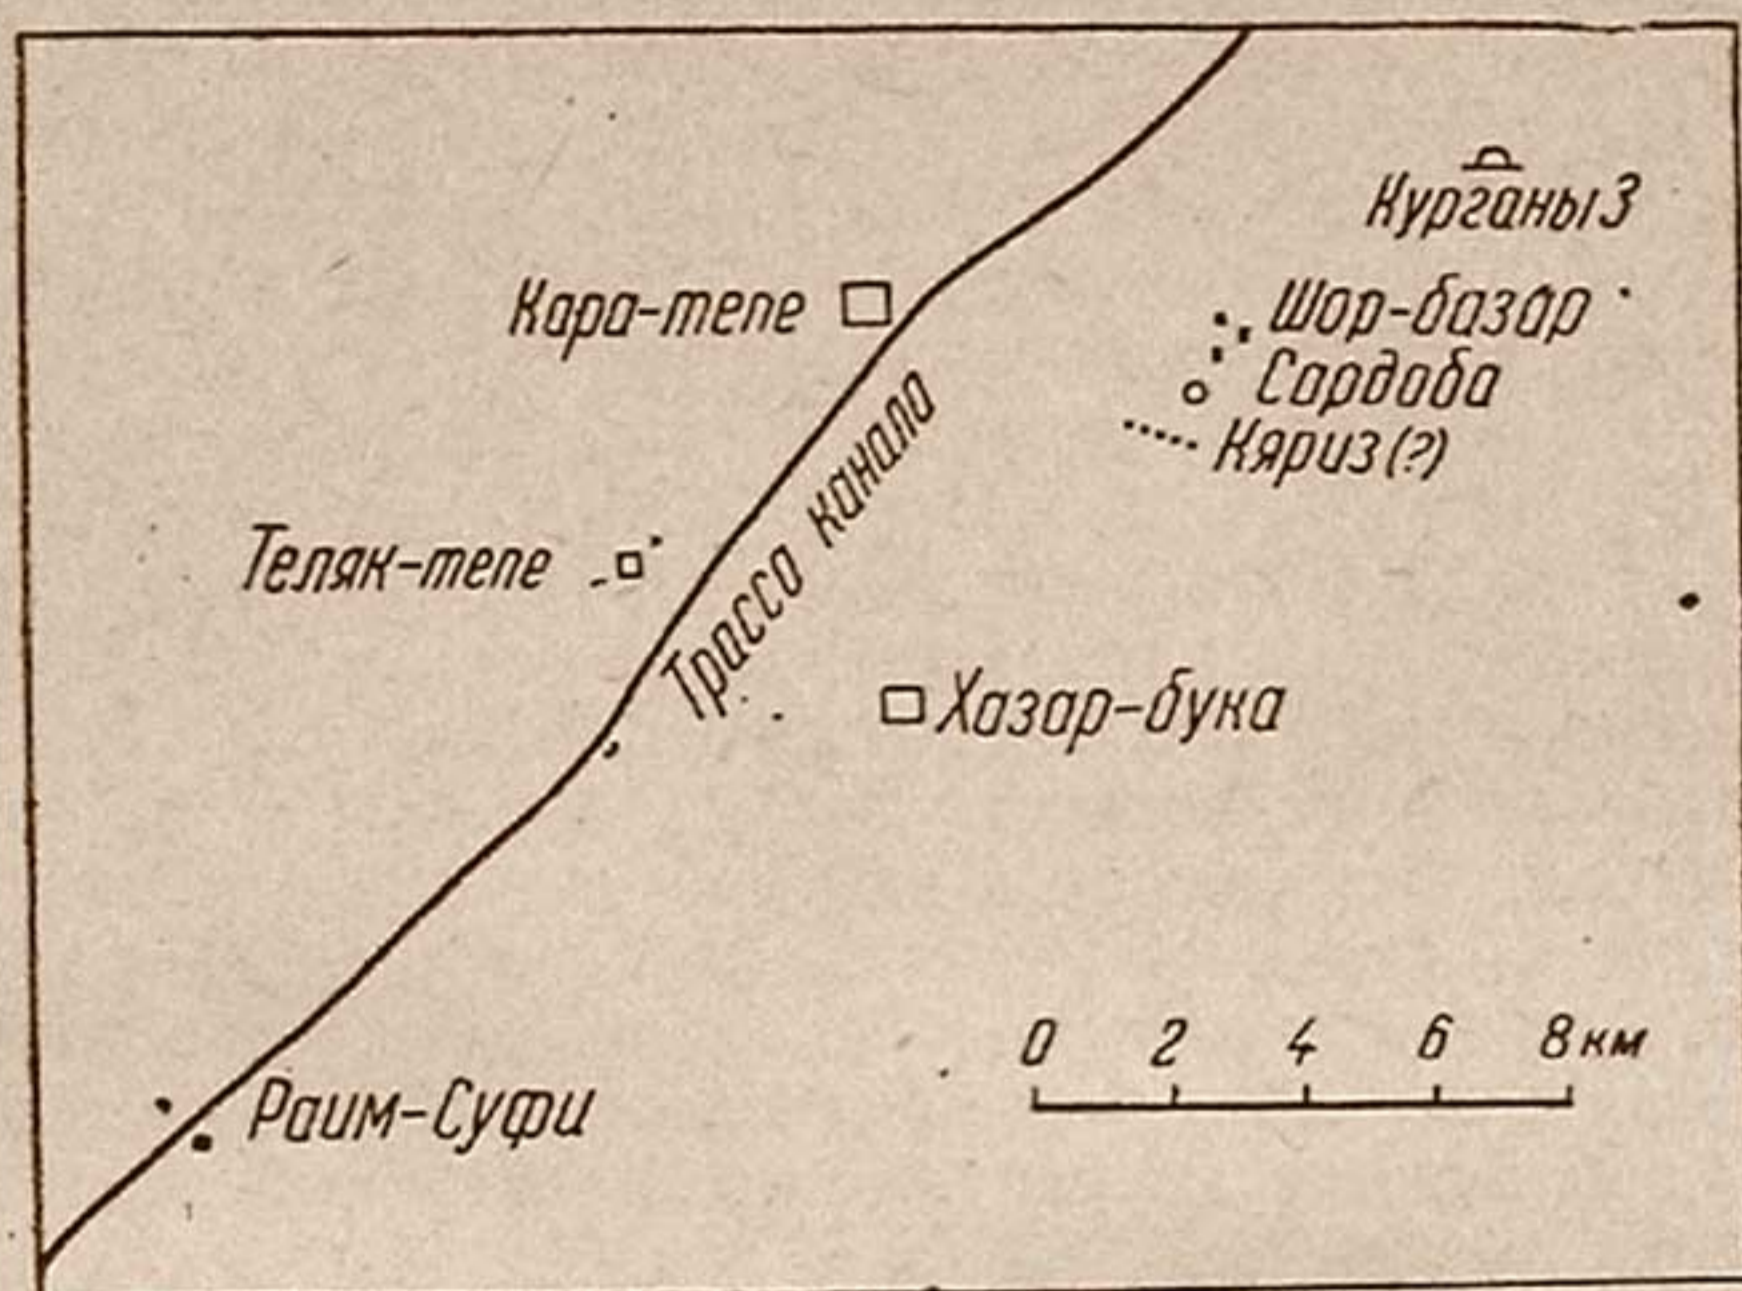 Курганы 3
Кара-тепе
Шор-базар
Сардоба
Кяриз (?)
Трасса канала
Теляк-тепе
Хазар-бука
0 2 4 6 8 км
Раим-Суфи